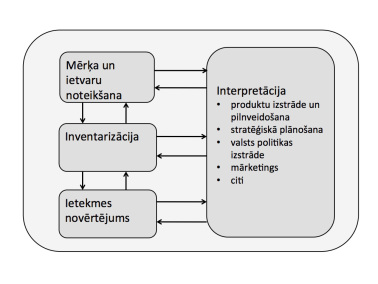 Mērķa un
ietvaru
noteikšana
Inventarizācija
Ietekmes
novērtējums
Interpretācija
• produktu izstrāde un
pilnveidošana
• stratēģiskā plānošana
• valsts politikas
izstrāde
• mārketings
• citi